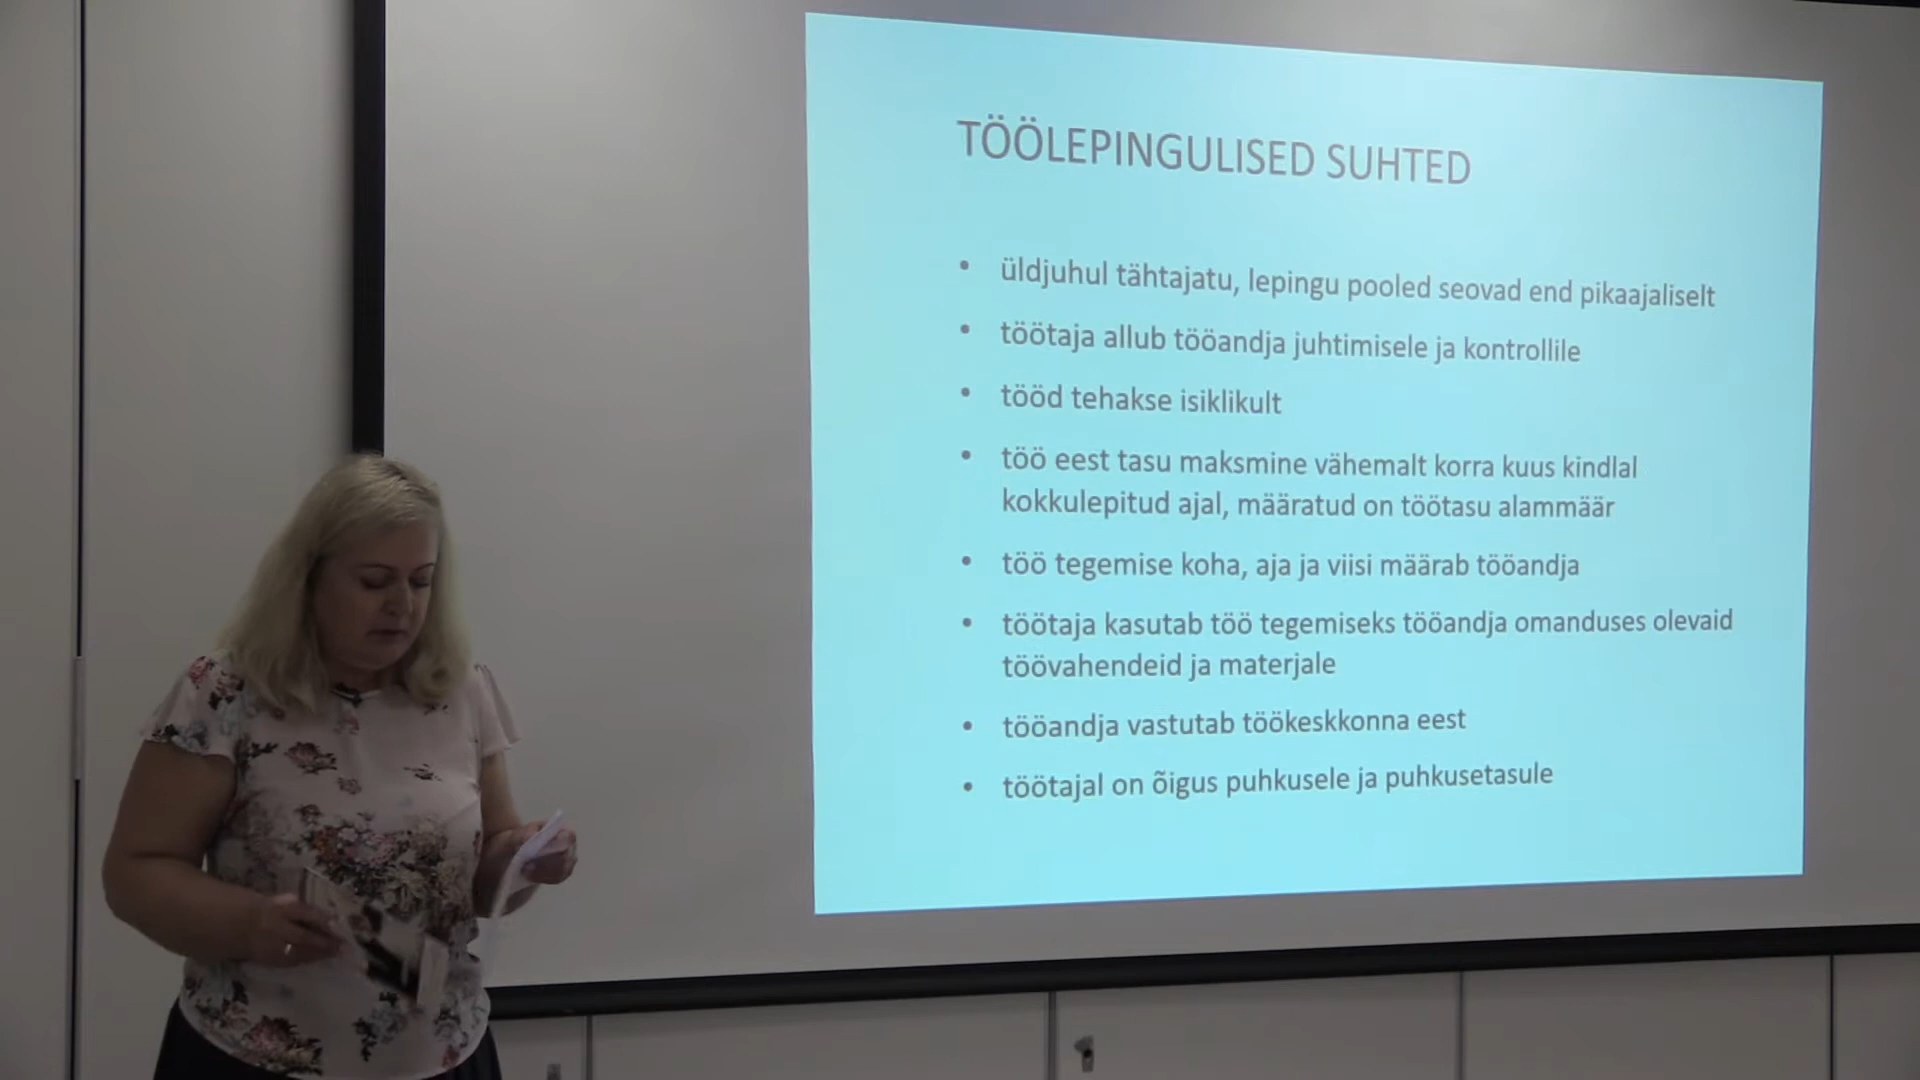 TÖÖLEPINGULISED SUHTED
• üldjuhul tähtajatu, lepingu pooled seovad end pikaajaliselt
• töötaja allub tööandja juhtimisele ja kontrollile
• tööd tehakse isiklikult
• töö eest tasu maksmine vähemalt korra kuus kindlal
kokkulepitud ajal, määratud on töötasu alammäär
• töö tegemise koha, aja ja viisi määrab tööandja
• töötaja kasutab töö tegemiseks tööandja omanduses olevaid
töövahendeid ja materjale
• tööandja vastutab töökeskkonna eest
• töötajal on õigus puhkusele ja puhkusetasule